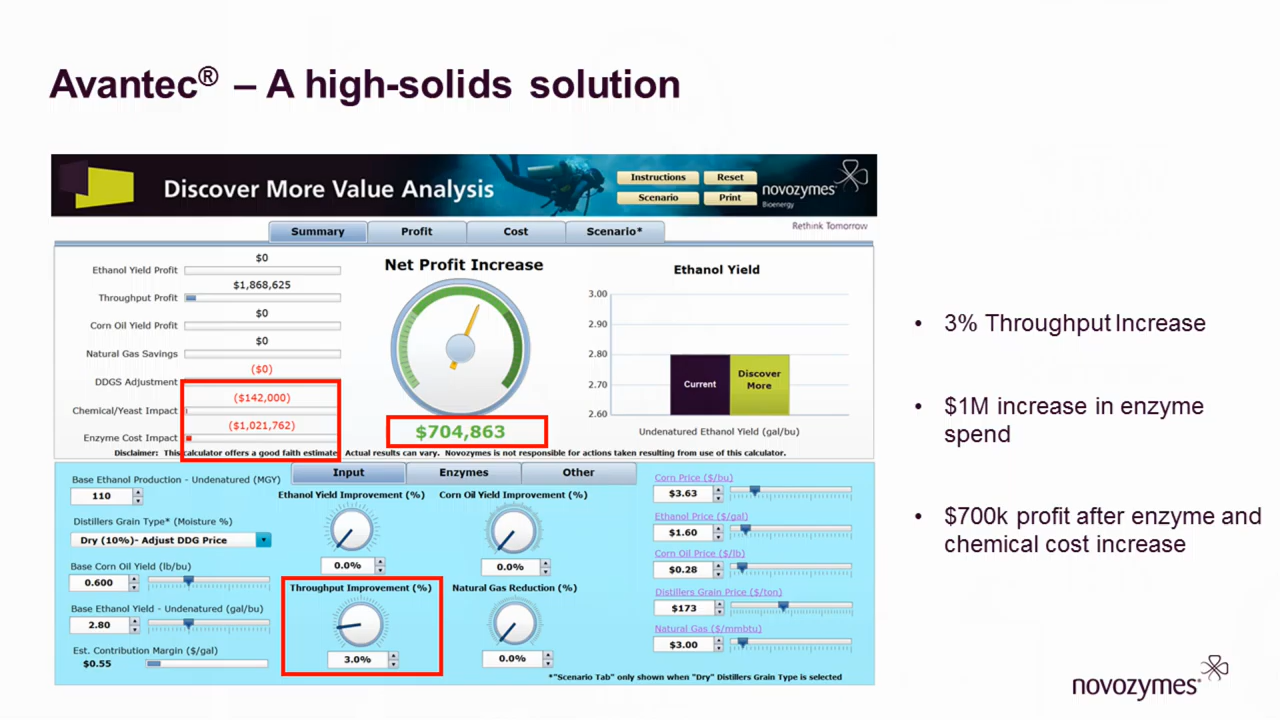 Avantec® – A high-solids solution
Discover More Value Analysis
Instructions Reset
Scenario Print
novozymes
Bioenergy
Rethink Tomorrow
Summary Profit Cost Scenario*
$0
Ethanol Yield Profit
$1,868,625
Throughput Profit
$0
Corn Oil Yield Profit
$0
Natural Gas Savings
($0)
DDGS Adjustment
($142,000)
Chemical/Yeast Impact
($1,021,762)
Enzyme Cost Impact
Net Profit Increase
$704,863
Ethanol Yield
3.00
2.90
2.80
2.70
2.60
Current
Discover
More
Undenatured Ethanol Yield (gal/bu)
Disclaimer: This calculator offers a good faith estimate. Actual results can vary. Novozymes is not responsible for actions taken resulting from use of this calculator.
Input Enzymes Other
Base Ethanol Production - Undenatured (MGY)
110
Distillers Grain Type* (Moisture %)
Dry (10%)- Adjust DDG Price
Base Corn Oil Yield (lb/bu)
0.600
Base Ethanol Yield - Undenatured (gal/bu)
2.80
Est. Contribution Margin ($/gal)
$0.55
Ethanol Yield Improvement (%)
0.0%
Corn Oil Yield Improvement (%)
0.0%
Throughput Improvement (%)
3.0%
Natural Gas Reduction (%)
0.0%
Corn Price ($/bu)
$3.63
Ethanol Price ($/gal)
$1.60
Corn Oil Price ($/lb)
$0.28
Distillers Grain Price ($/ton)
$173
Natural Gas ($/mmbtu)
$3.00
*"Scenario Tab" only shown when "Dry" Distillers Grain Type is selected
• 3% Throughput Increase
• $1M increase in enzyme
spend
• $700k profit after enzyme and
chemical cost increase
novozymes®